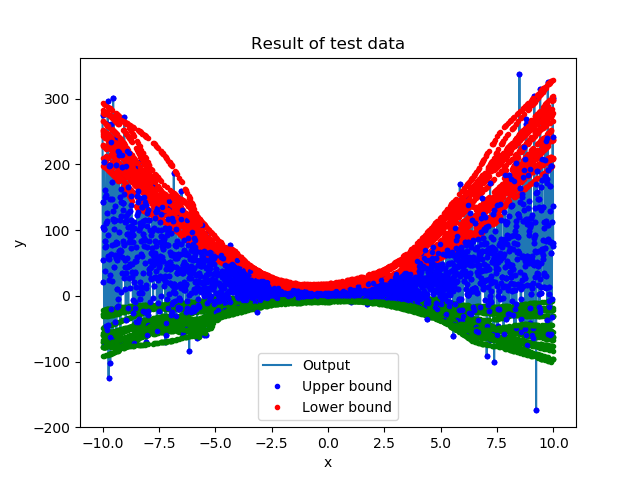 Result of test data
y
300
200
100
0
−100
−200
Output
Upper bound
Lower bound
−10.0 −7.5 −5.0 −2.5 0.0 2.5 5.0 7.5 10.0
x